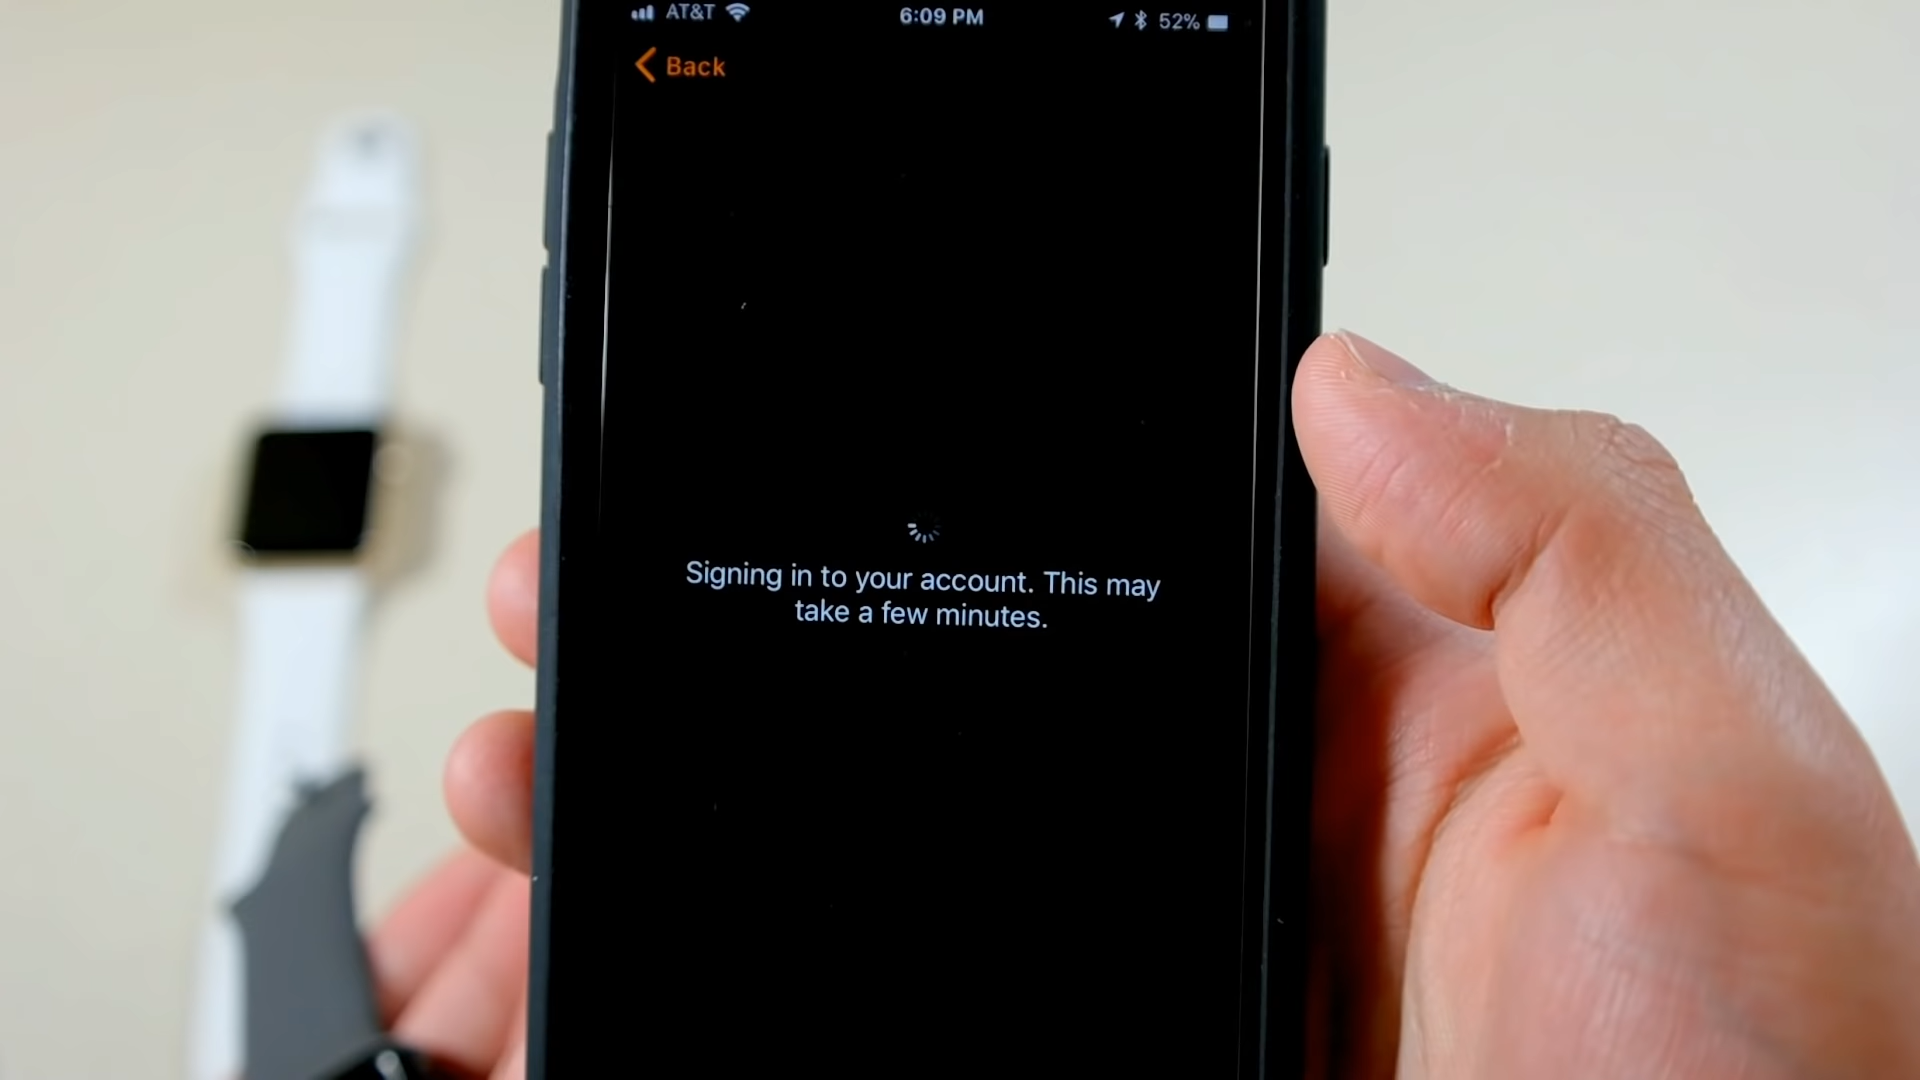 AT&T 6:09 PM 52%
Back
Signing in to your account. This may
take a few minutes.